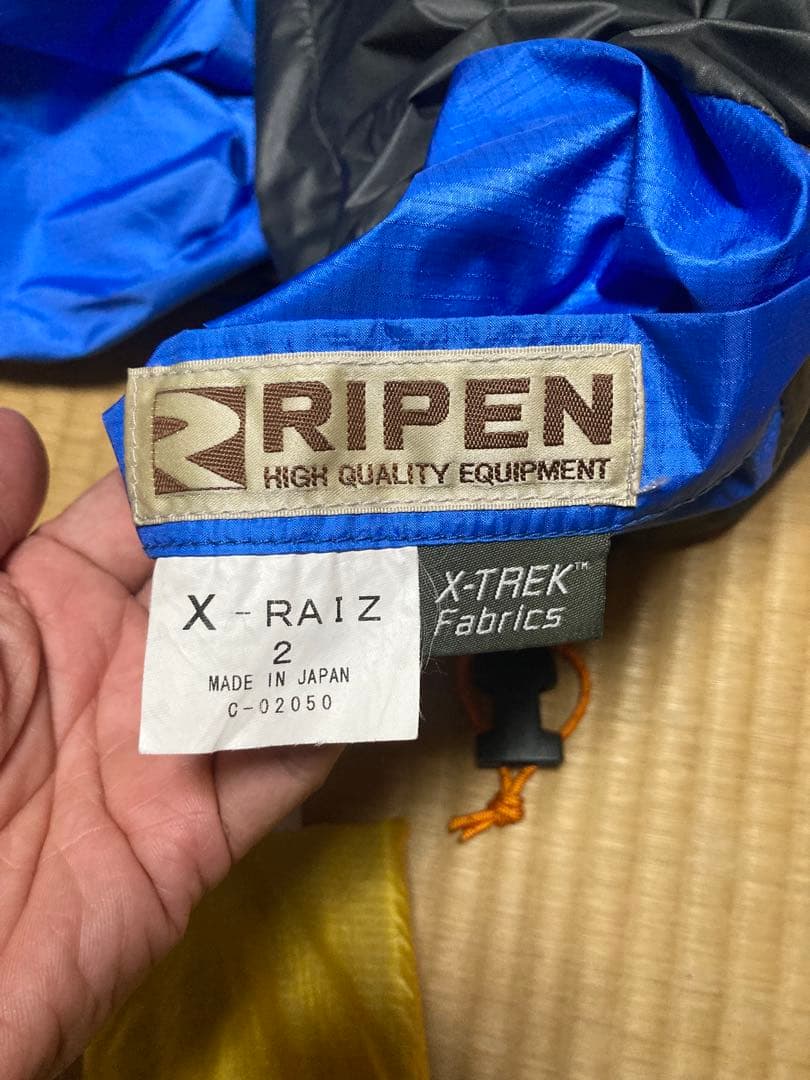 RIPEN
HIGH QUALITY EQUIPMENT
X-TREK™
Fabrics
X-RAIZ
2
MADE IN JAPAN
C-02050